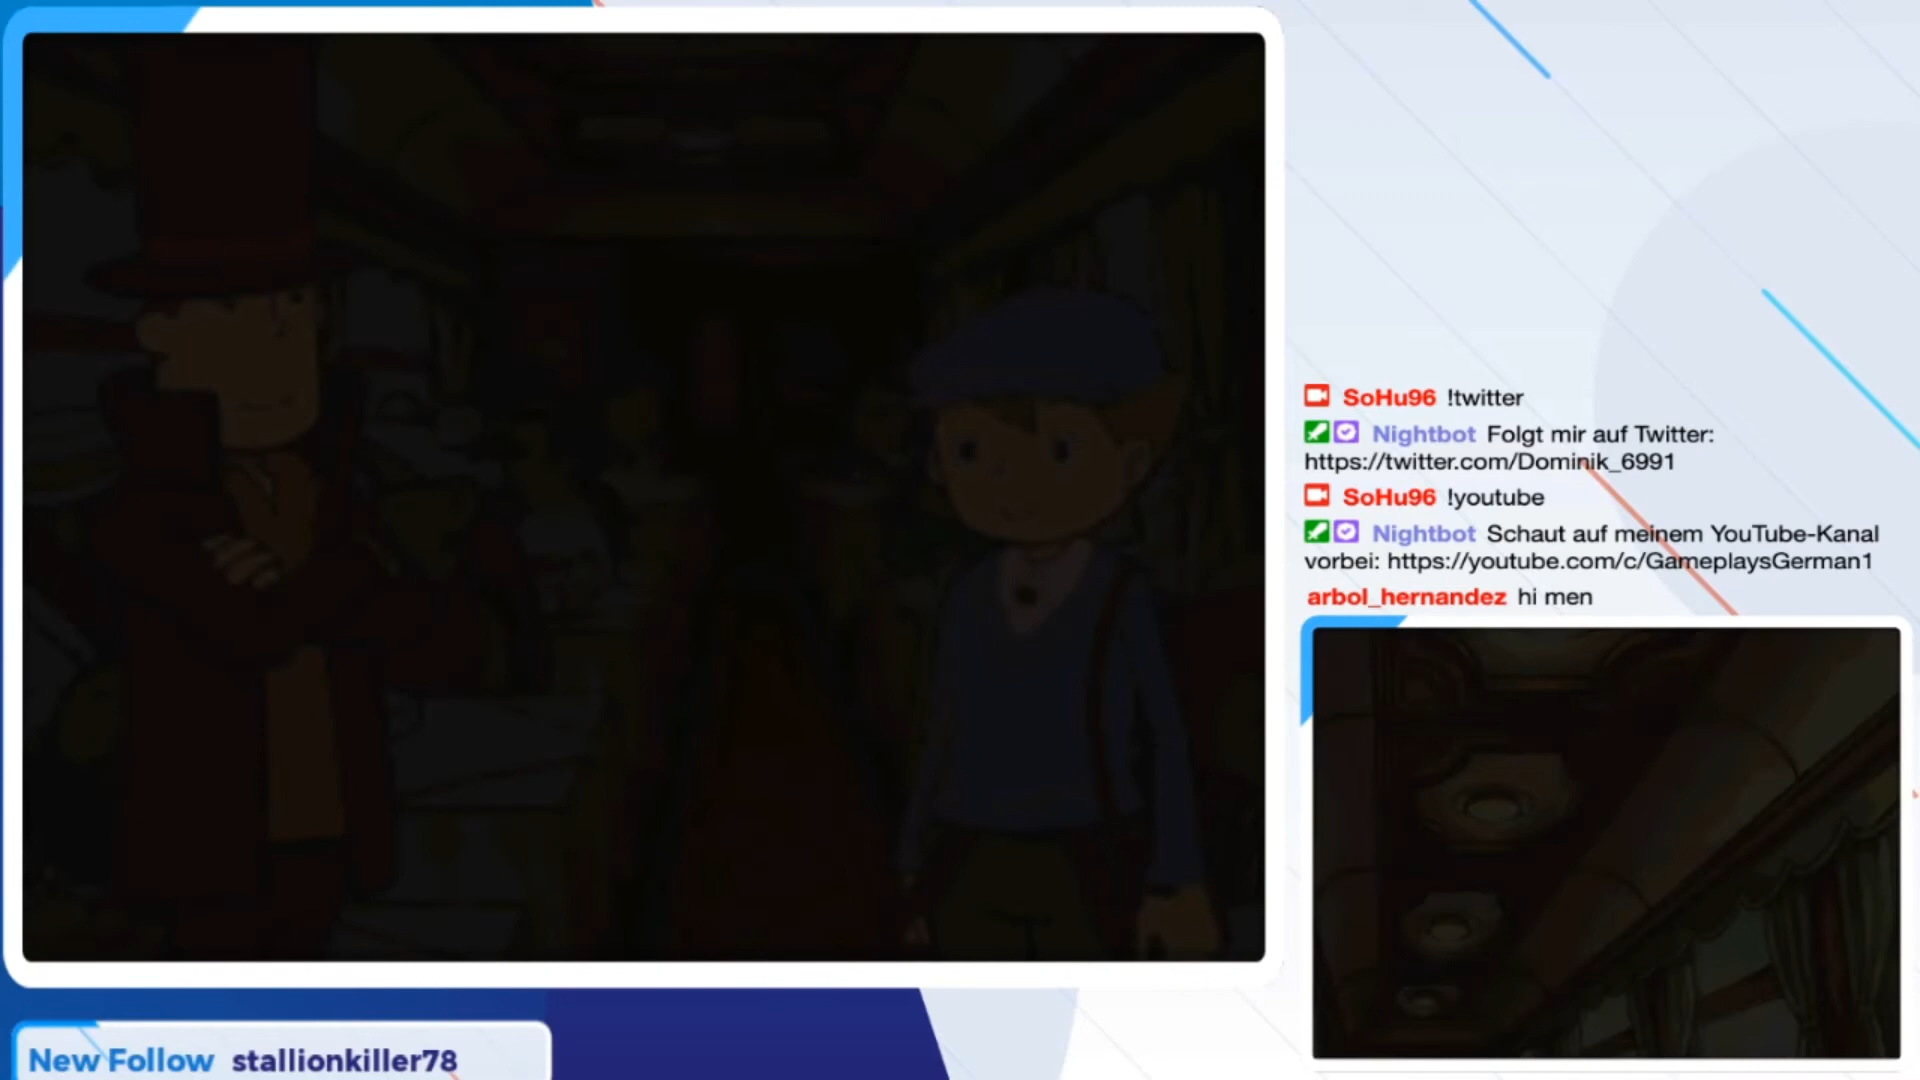 SoHu96 !twitter
Nightbot Folgt mir auf Twitter:
https://twitter.com/Dominik_6991
SoHu96 !youtube
Nightbot Schaut auf meinem YouTube-Kanal
vorbei: https://youtube.com/c/GameplaysGerman1
arbol_hernandez hi men
New Follow stallionkiller78